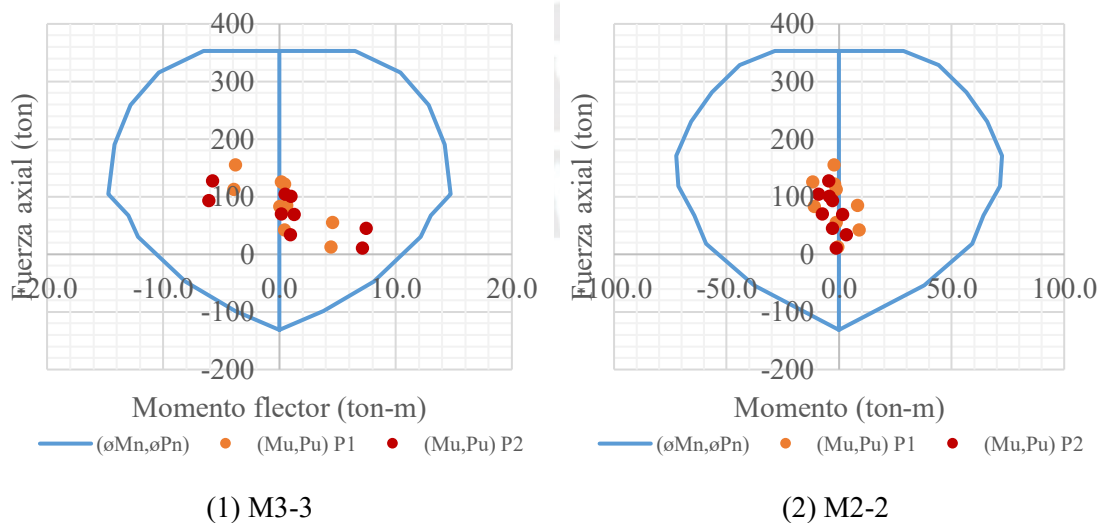 400
300
200
100
0
-100
-200
-20.0 -10.0 0.0 10.0 20.0
Fuerza axial (ton)
Momento flector (ton-m)
(øMn,øPn) (Mu,Pu) P1 (Mu,Pu) P2
(1) M3-3
400
300
200
100
0
-100
-200
-100.0 -50.0 0.0 50.0 100.0
Fuerza axial (ton)
Momento flector (ton-m)
(øMn,øPn) (Mu,Pu) P1 (Mu,Pu) P2
(2) M2-2